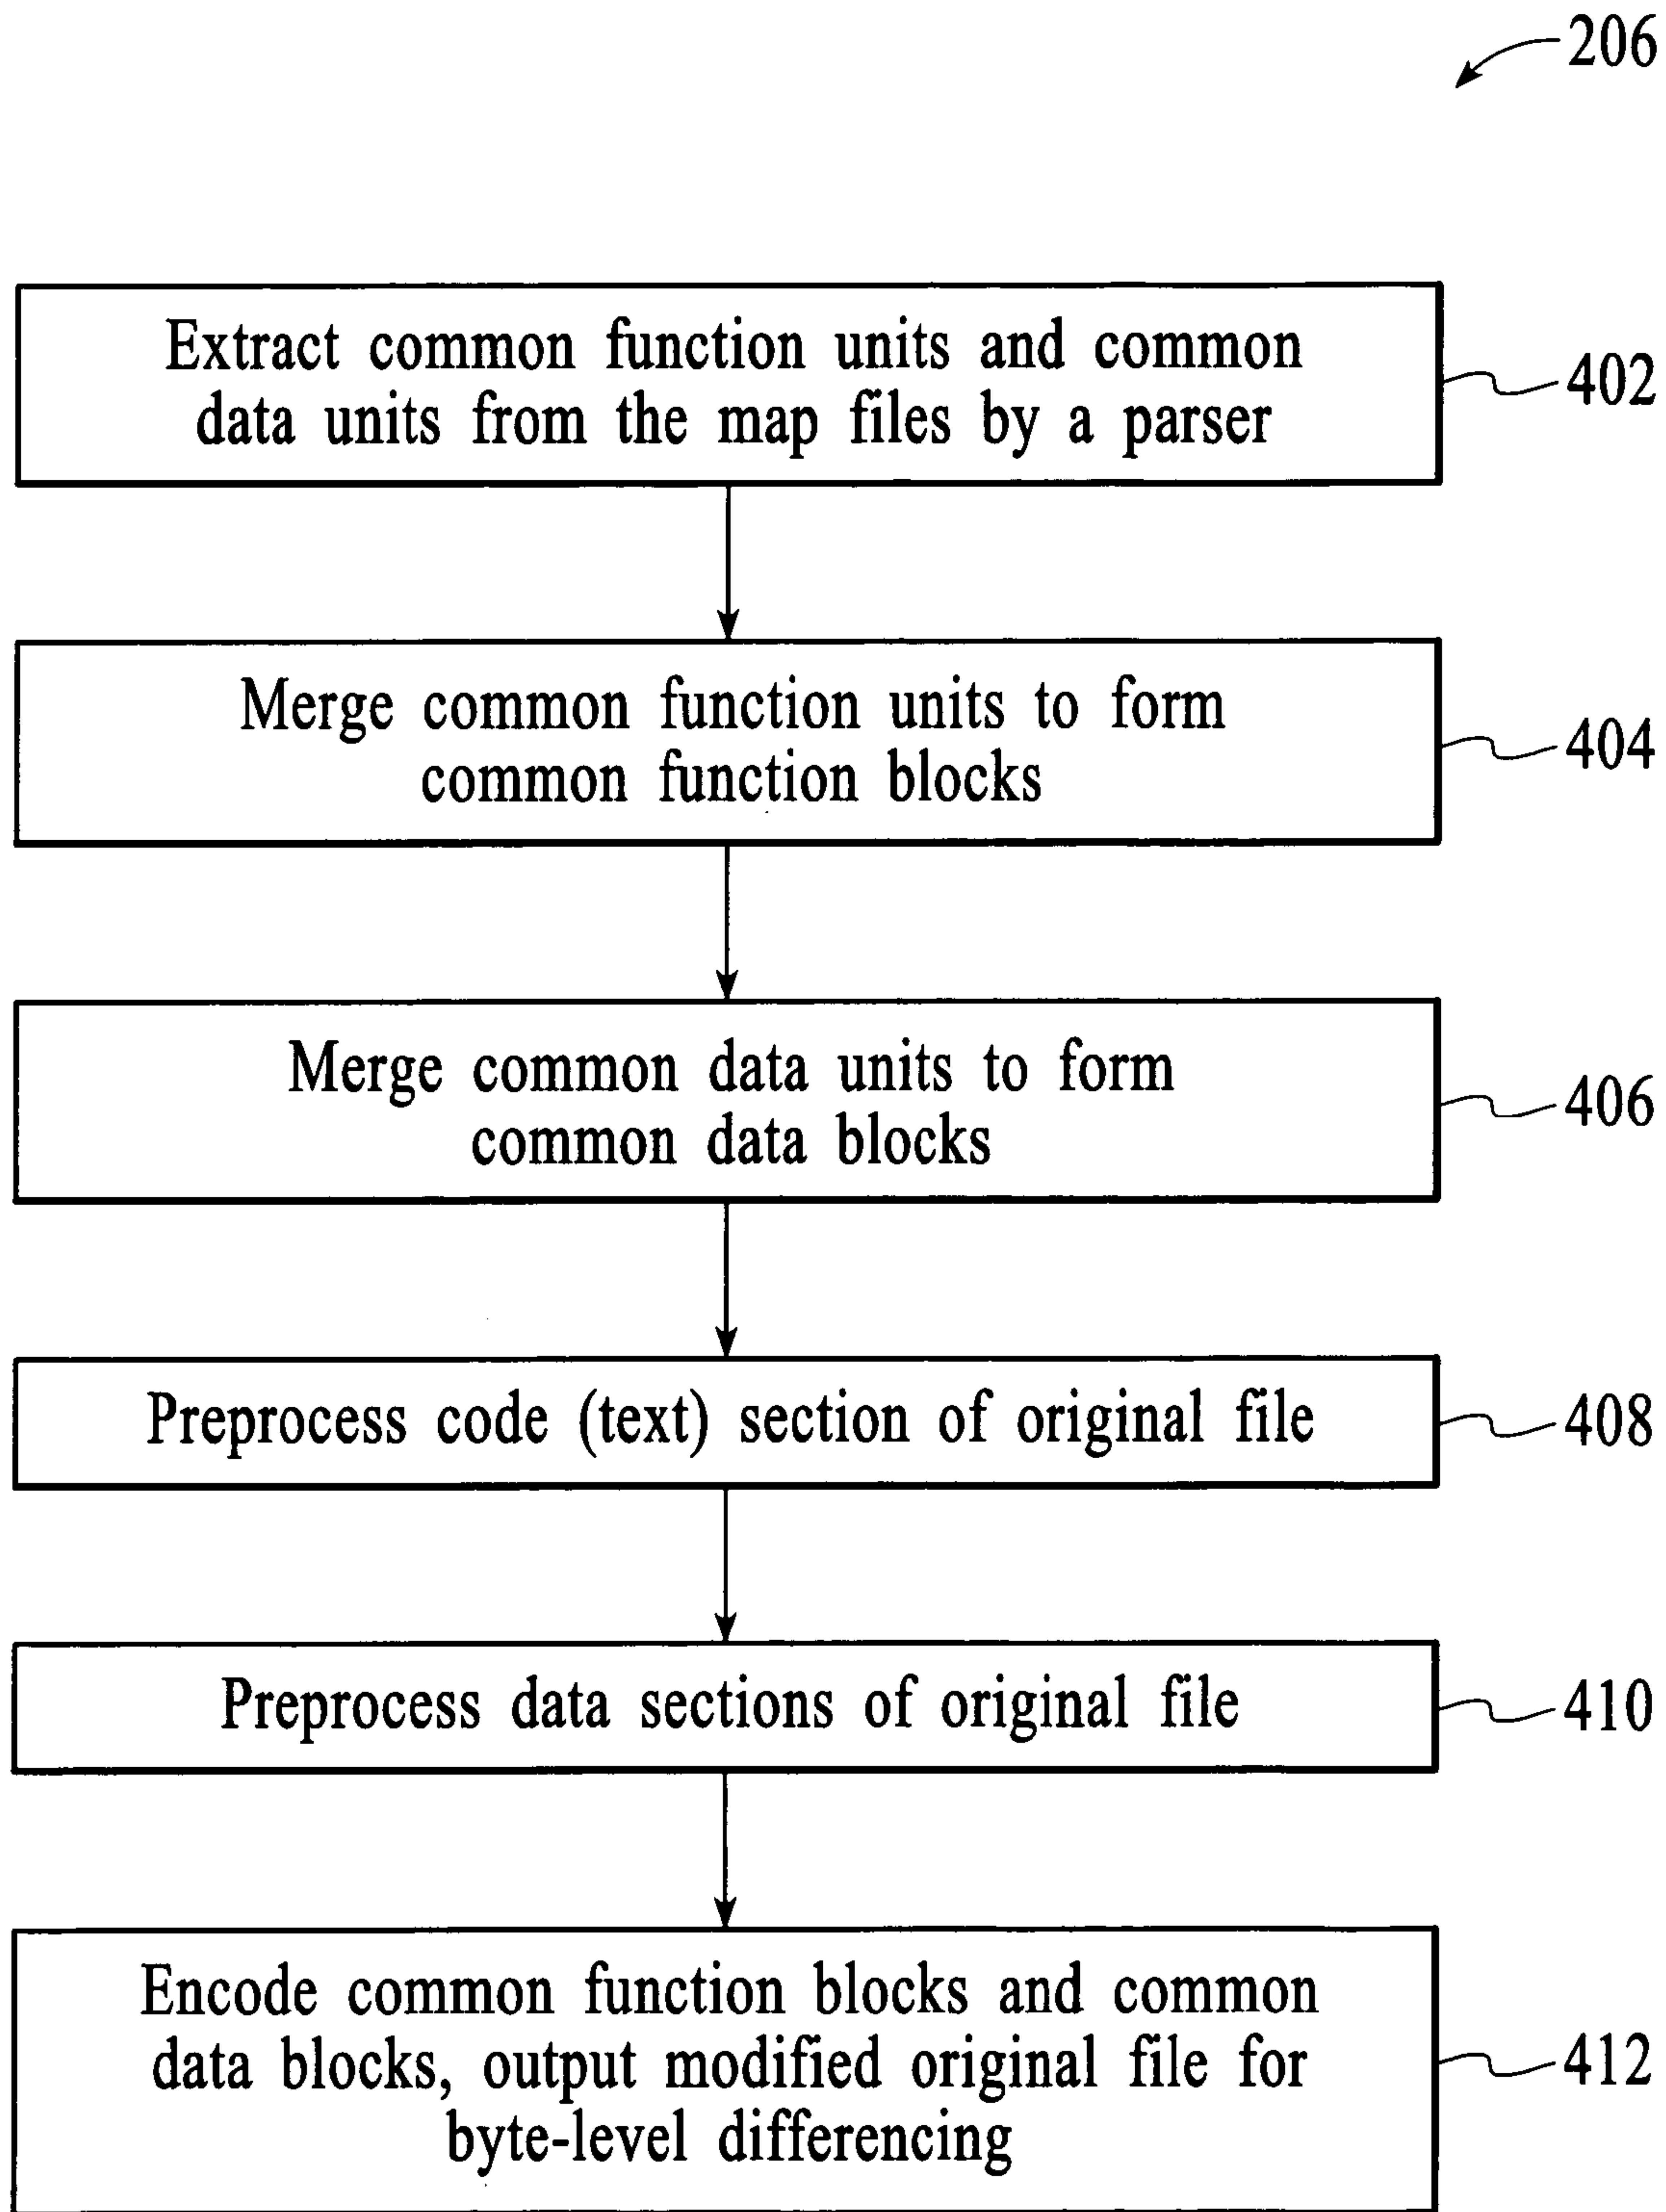 206
Extract common function units and common
data units from the map files by a parser
402
Merge common function units to form
common function blocks
404
Merge common data units to form
common data blocks
406
Preprocess code (text) section of original file
408
Preprocess data sections of original file
410
Encode common function blocks and common
data blocks, output modified original file for
byte-level differencing
412